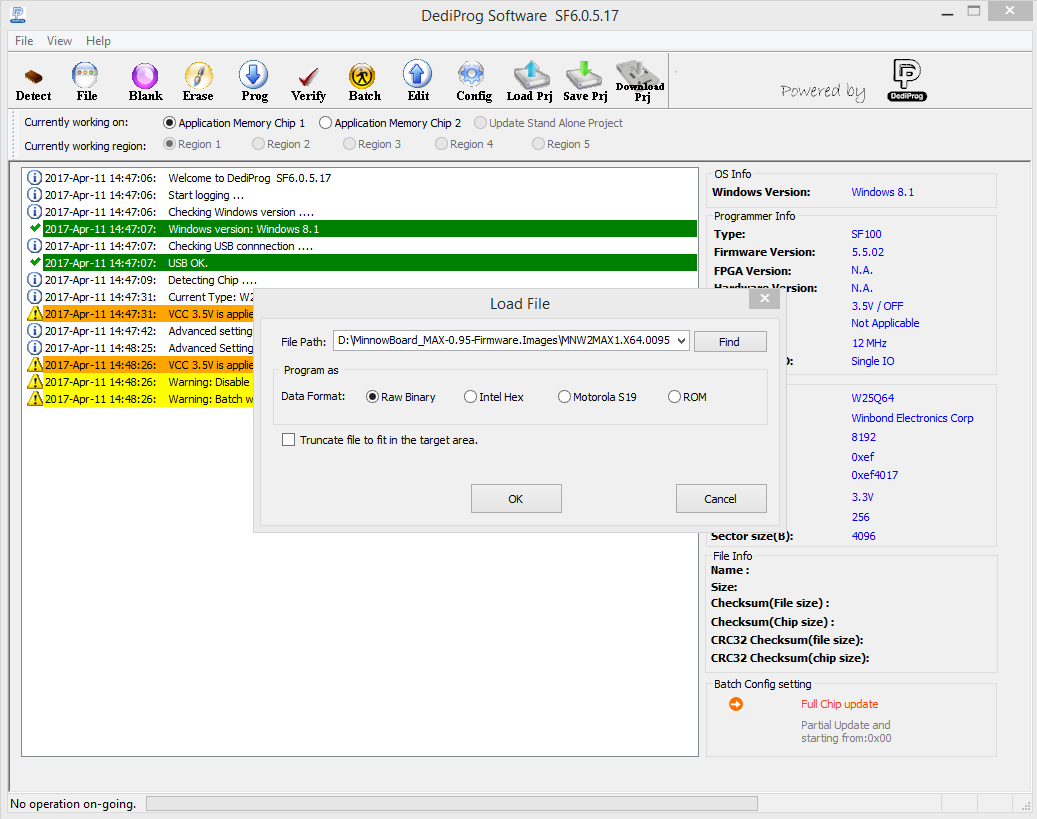 DediProg Software SF6.0.5.17
File View Help
Detect File Blank Erase Prog Verify Batch Edit Config Load Prj Save Prj Download Prj
Powered by DediProg
Currently working on: Application Memory Chip 1 Application Memory Chip 2 Update Stand Alone Project
Currently working region: Region 1 Region 2 Region 3 Region 4 Region 5
2017-Apr-11 14:47:06: Welcome to DediProg SF6.0.5.17
2017-Apr-11 14:47:06: Start logging ...
2017-Apr-11 14:47:06: Checking Windows version ....
2017-Apr-11 14:47:07: Windows version: Windows 8.1
2017-Apr-11 14:47:07: Checking USB connnection ....
2017-Apr-11 14:47:07: USB OK.
2017-Apr-11 14:47:09: Detecting Chip ....
2017-Apr-11 14:47:31: Current Type: W2
2017-Apr-11 14:47:31: VCC 3.5V is applie
2017-Apr-11 14:47:42: Advanced setting
2017-Apr-11 14:48:25: Advanced Setting
2017-Apr-11 14:48:26: VCC 3.5V is applie
2017-Apr-11 14:48:26: Warning: Disable
2017-Apr-11 14:48:26: Warning: Batch w
Load File
File Path: D:\MinnowBoard_MAX-0.95-Firmware.Images\MNW2MAX1.X64.0095 Find
Program as
Data Format: Raw Binary Intel Hex Motorola S19 ROM
Truncate file to fit in the target area.
OK Cancel
OS Info
Windows Version: Windows 8.1
Programmer Info
Type: SF100
Firmware Version: 5.5.02
FPGA Version: N.A.
Hardware Version: N.A.
3.5V / OFF
Not Applicable
12 MHz
Single IO
W25Q64
Winbond Electronics Corp
8192
0xef
0xef4017
3.3V
256
Sector size(B): 4096
File Info
Name :
Size:
Checksum(File size) :
Checksum(Chip size) :
CRC32 Checksum(file size):
CRC32 Checksum(chip size):
Batch Config setting
Full Chip update
Partial Update and
starting from:0x00
No operation on-going.